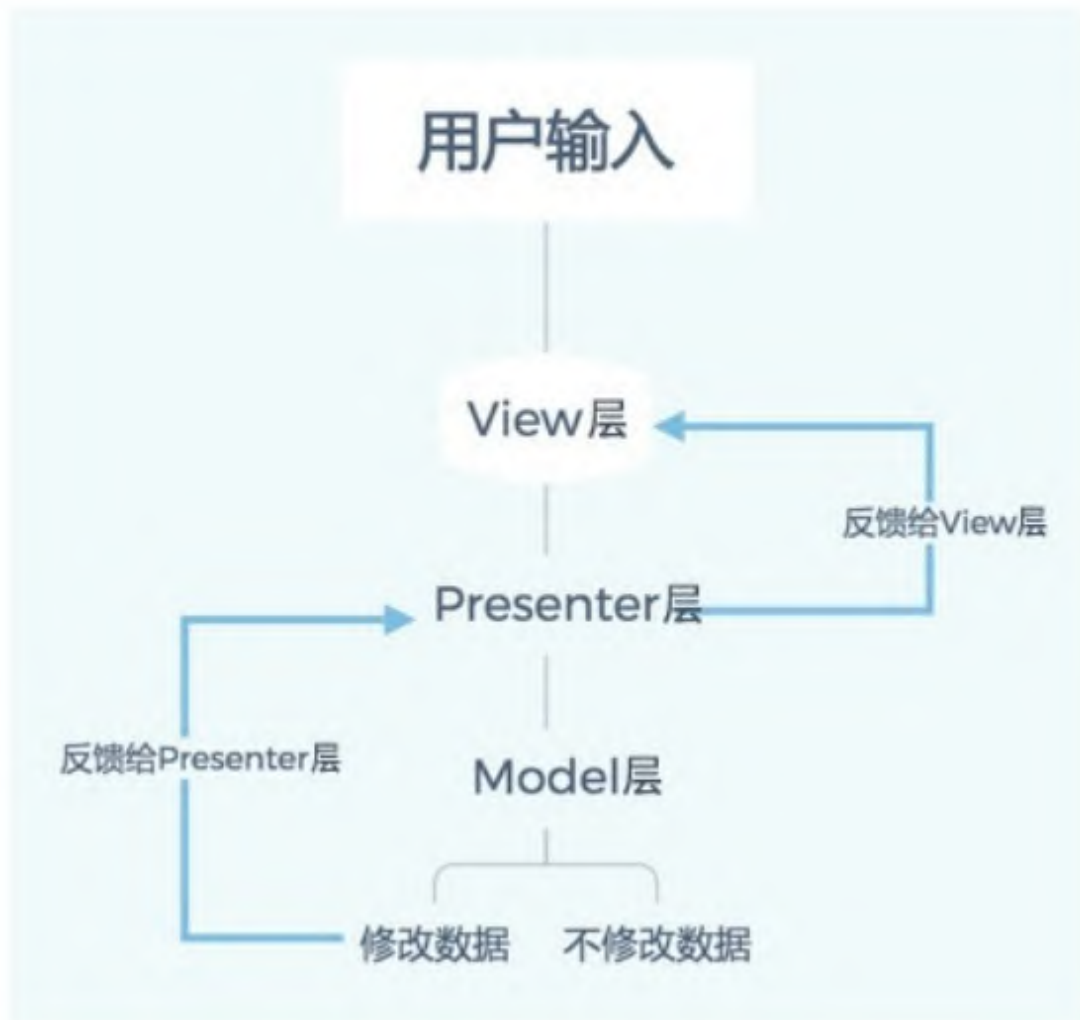 用户输入
View层
反馈给View层
Presenter层
反馈给Presenter层
Model层
修改数据
不修改数据